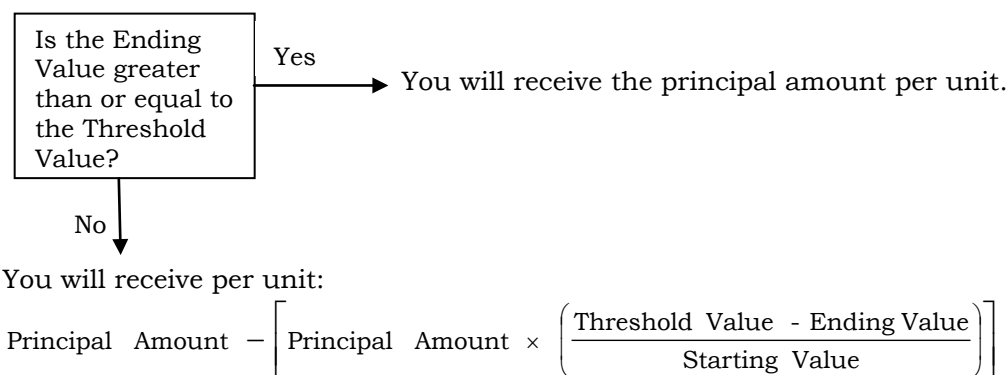 Is the Ending
Value greater
than or equal to
the Threshold
Value?
Yes
You will receive the principal amount per unit.
No
You will receive per unit:
Principal Amount − [Principal Amount × (Threshold Value - Ending Value / Starting Value)]